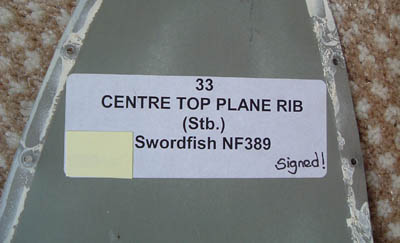 33
CENTRE TOP PLANE RIB
(Stb.)
Swordfish NF389
signed!